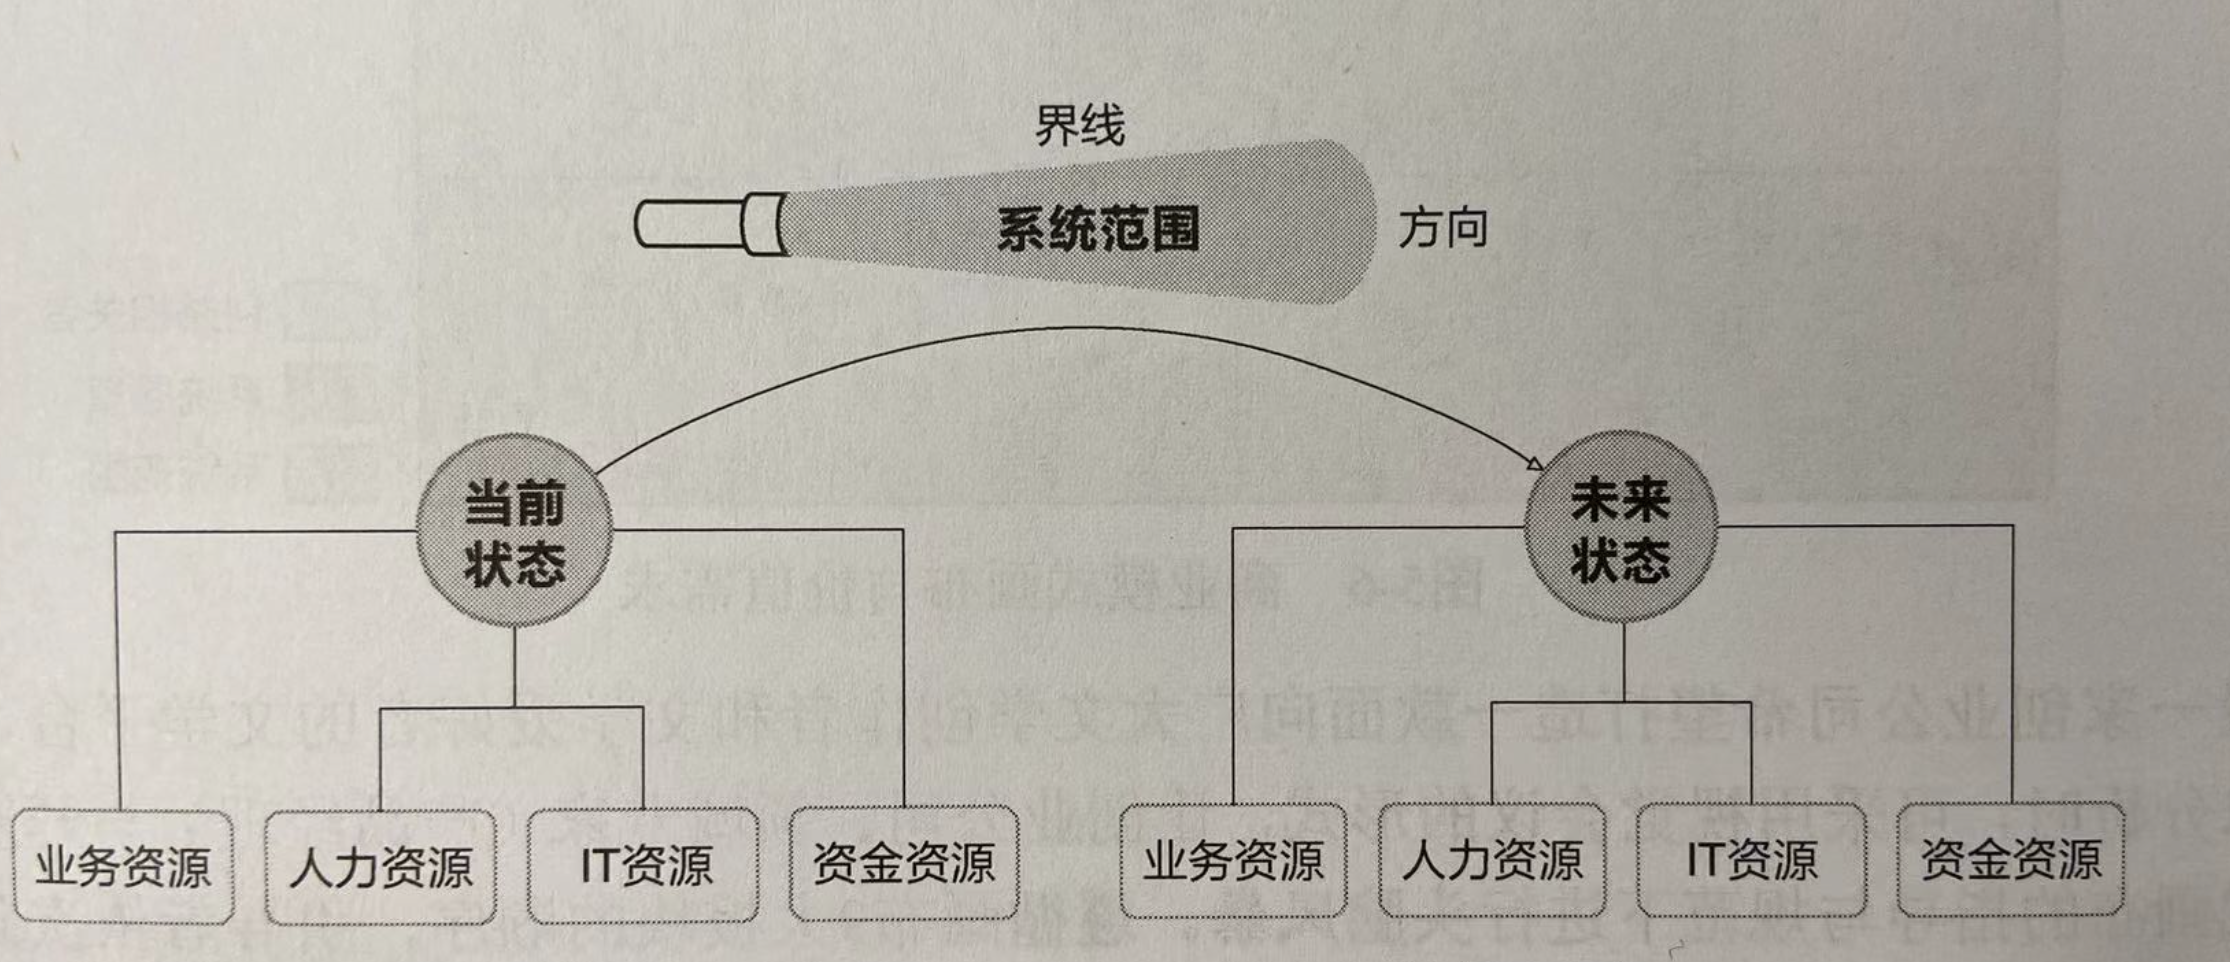 界线
系统范围
方向
当前
状态
未来
状态
业务资源
人力资源
IT资源
资金资源
业务资源
人力资源
IT资源
资金资源